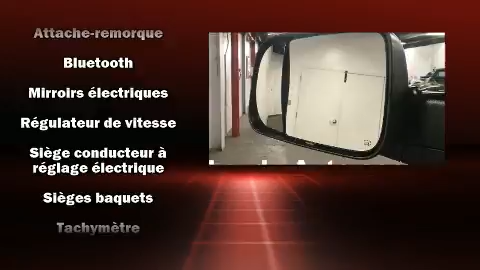 Attache-remorque
Bluetooth
Mirroirs électriques
Régulateur de vitesse
Siège conducteur à
réglage électrique
Sièges baquets
Tachymètre